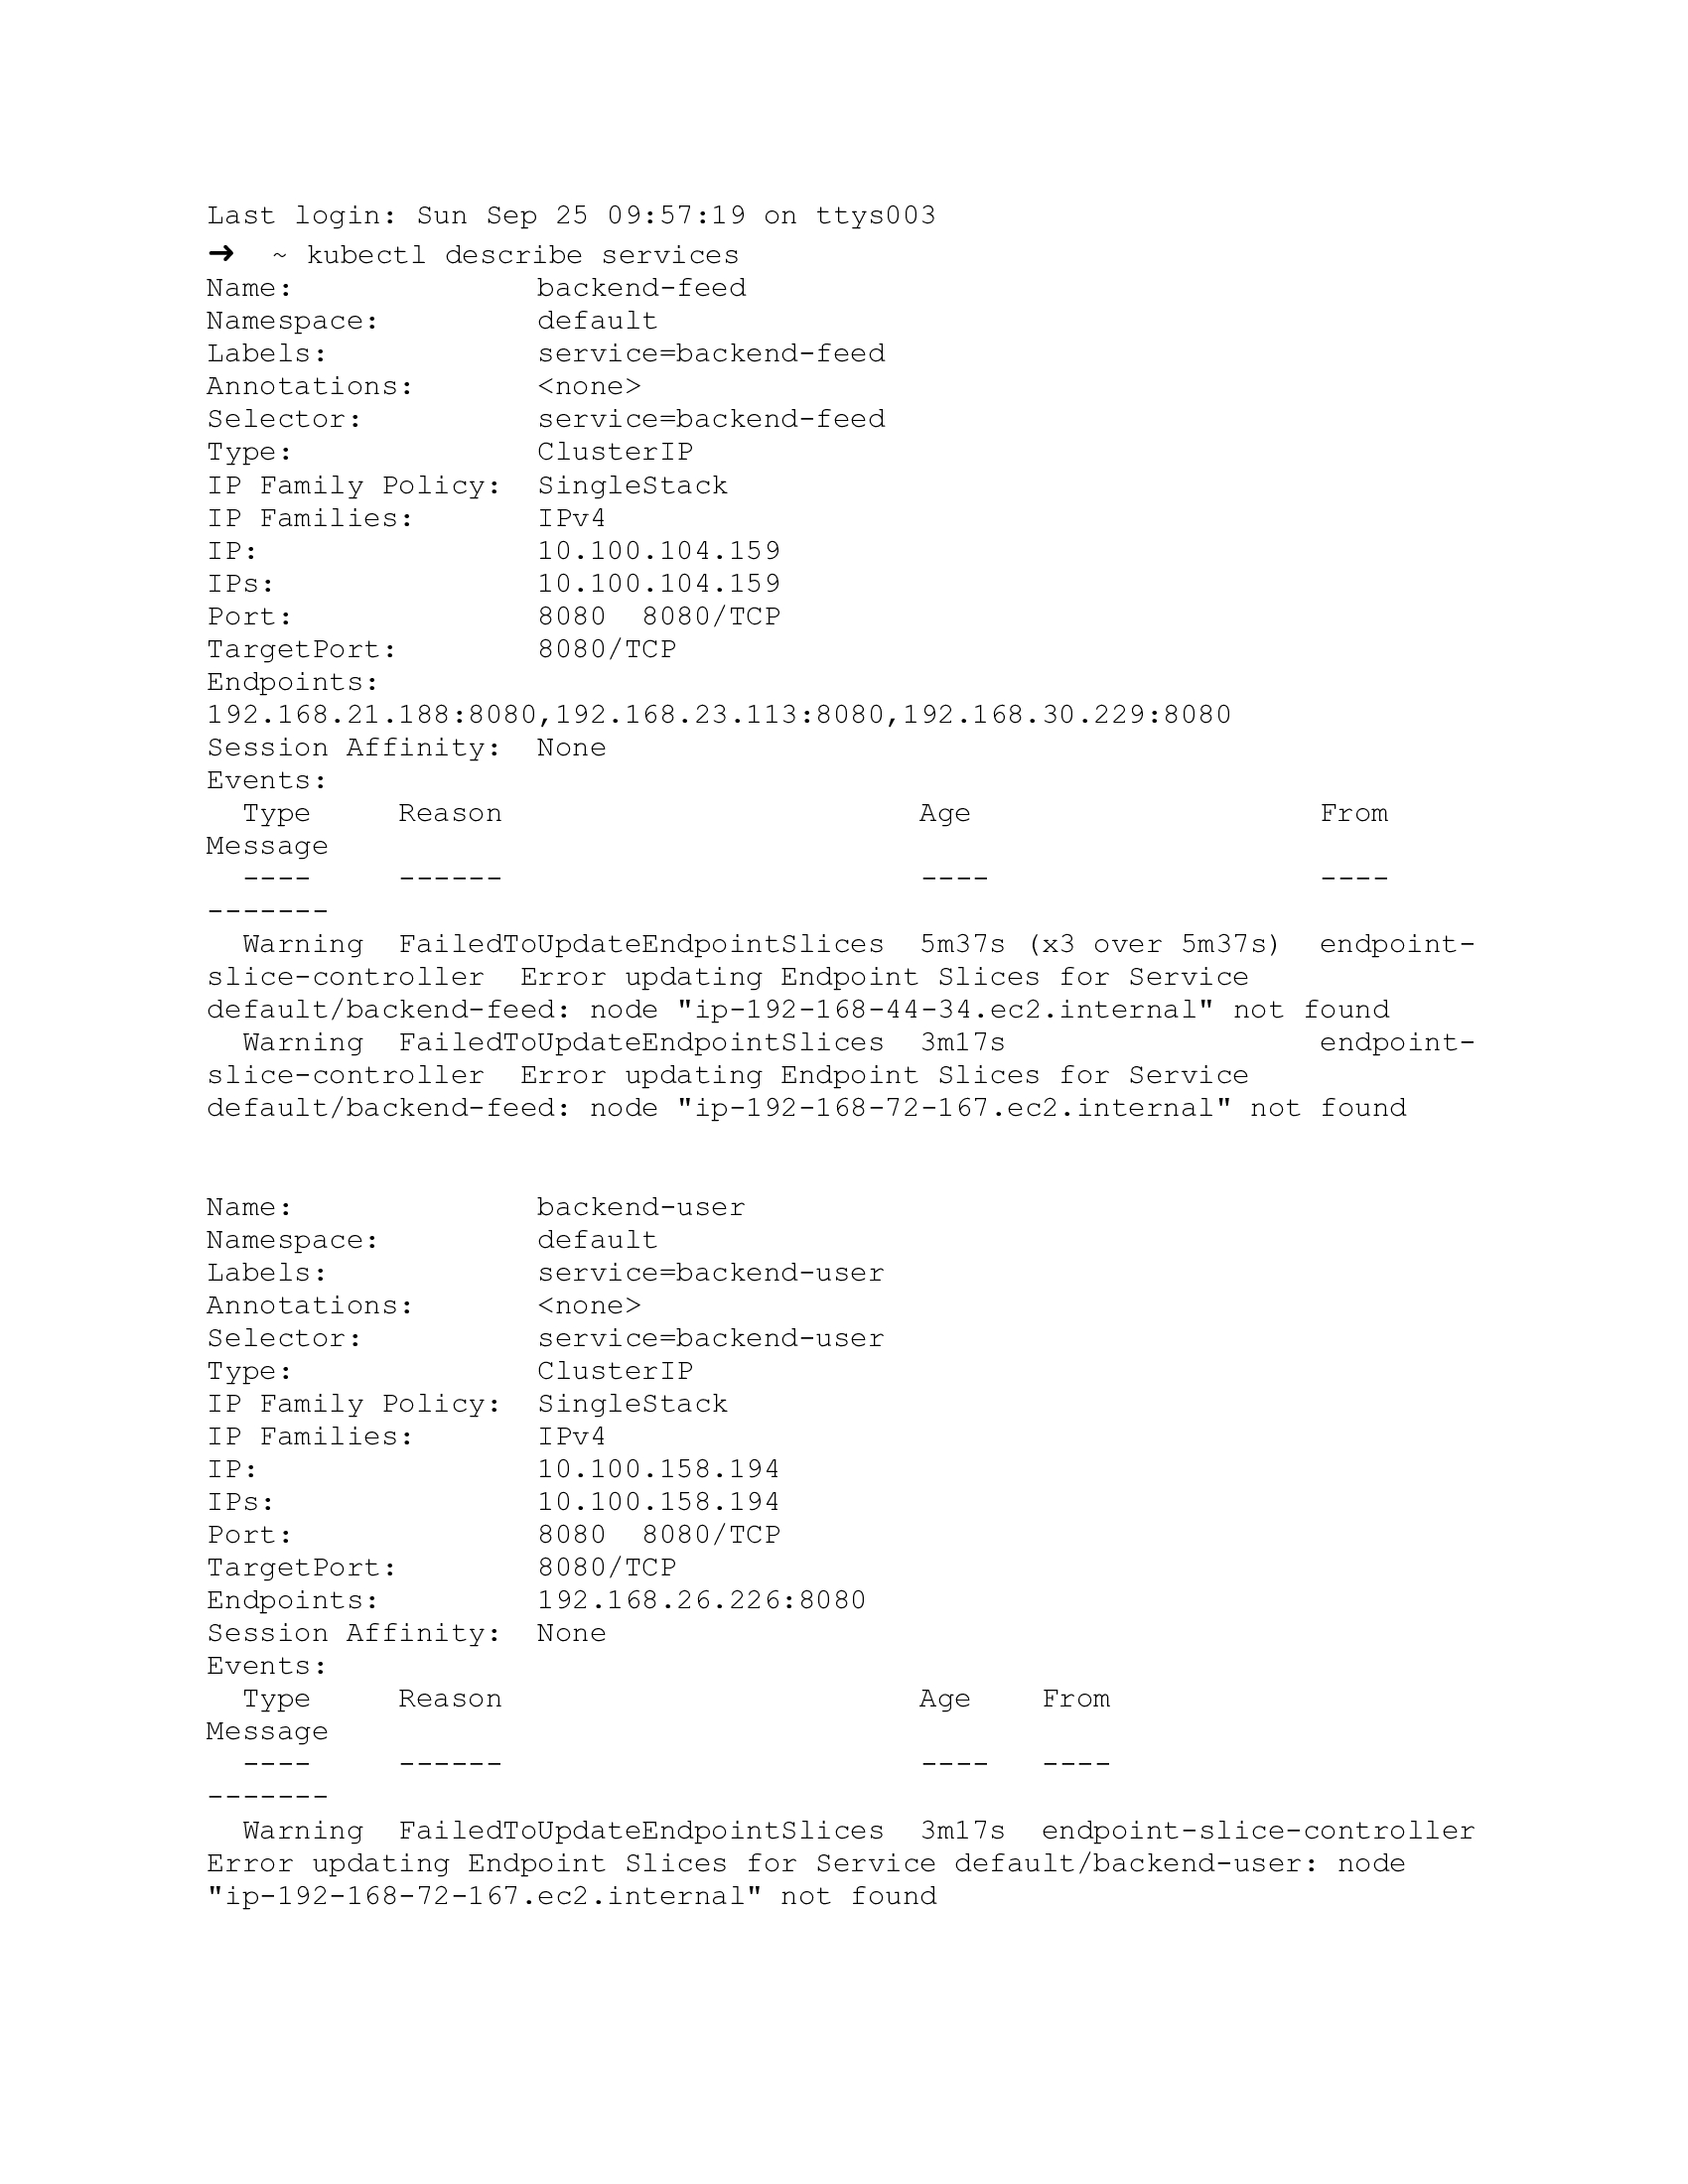 Last login: Sun Sep 25 09:57:19 on ttys003
➜  ~ kubectl describe services
Name:              backend-feed
Namespace:         default
Labels:            service=backend-feed
Annotations:       <none>
Selector:          service=backend-feed
Type:              ClusterIP
IP Family Policy:  SingleStack
IP Families:       IPv4
IP:                10.100.104.159
IPs:               10.100.104.159
Port:              8080  8080/TCP
TargetPort:        8080/TCP
Endpoints:
192.168.21.188:8080,192.168.23.113:8080,192.168.30.229:8080
Session Affinity:  None
Events:
  Type     Reason                        Age                    From
Message
  ----     ------                        ----                   ----
-------
  Warning  FailedToUpdateEndpointSlices  5m37s (x3 over 5m37s)  endpoint-
slice-controller  Error updating Endpoint Slices for Service
default/backend-feed: node "ip-192-168-44-34.ec2.internal" not found
  Warning  FailedToUpdateEndpointSlices  3m17s                  endpoint-
slice-controller  Error updating Endpoint Slices for Service
default/backend-feed: node "ip-192-168-72-167.ec2.internal" not found
Name:              backend-user
Namespace:         default
Labels:            service=backend-user
Annotations:       <none>
Selector:          service=backend-user
Type:              ClusterIP
IP Family Policy:  SingleStack
IP Families:       IPv4
IP:                10.100.158.194
IPs:               10.100.158.194
Port:              8080  8080/TCP
TargetPort:        8080/TCP
Endpoints:         192.168.26.226:8080
Session Affinity:  None
Events:
  Type     Reason                        Age    From
Message
  ----     ------                        ----   ----
-------
  Warning  FailedToUpdateEndpointSlices  3m17s  endpoint-slice-controller
Error updating Endpoint Slices for Service default/backend-user: node
"ip-192-168-72-167.ec2.internal" not found